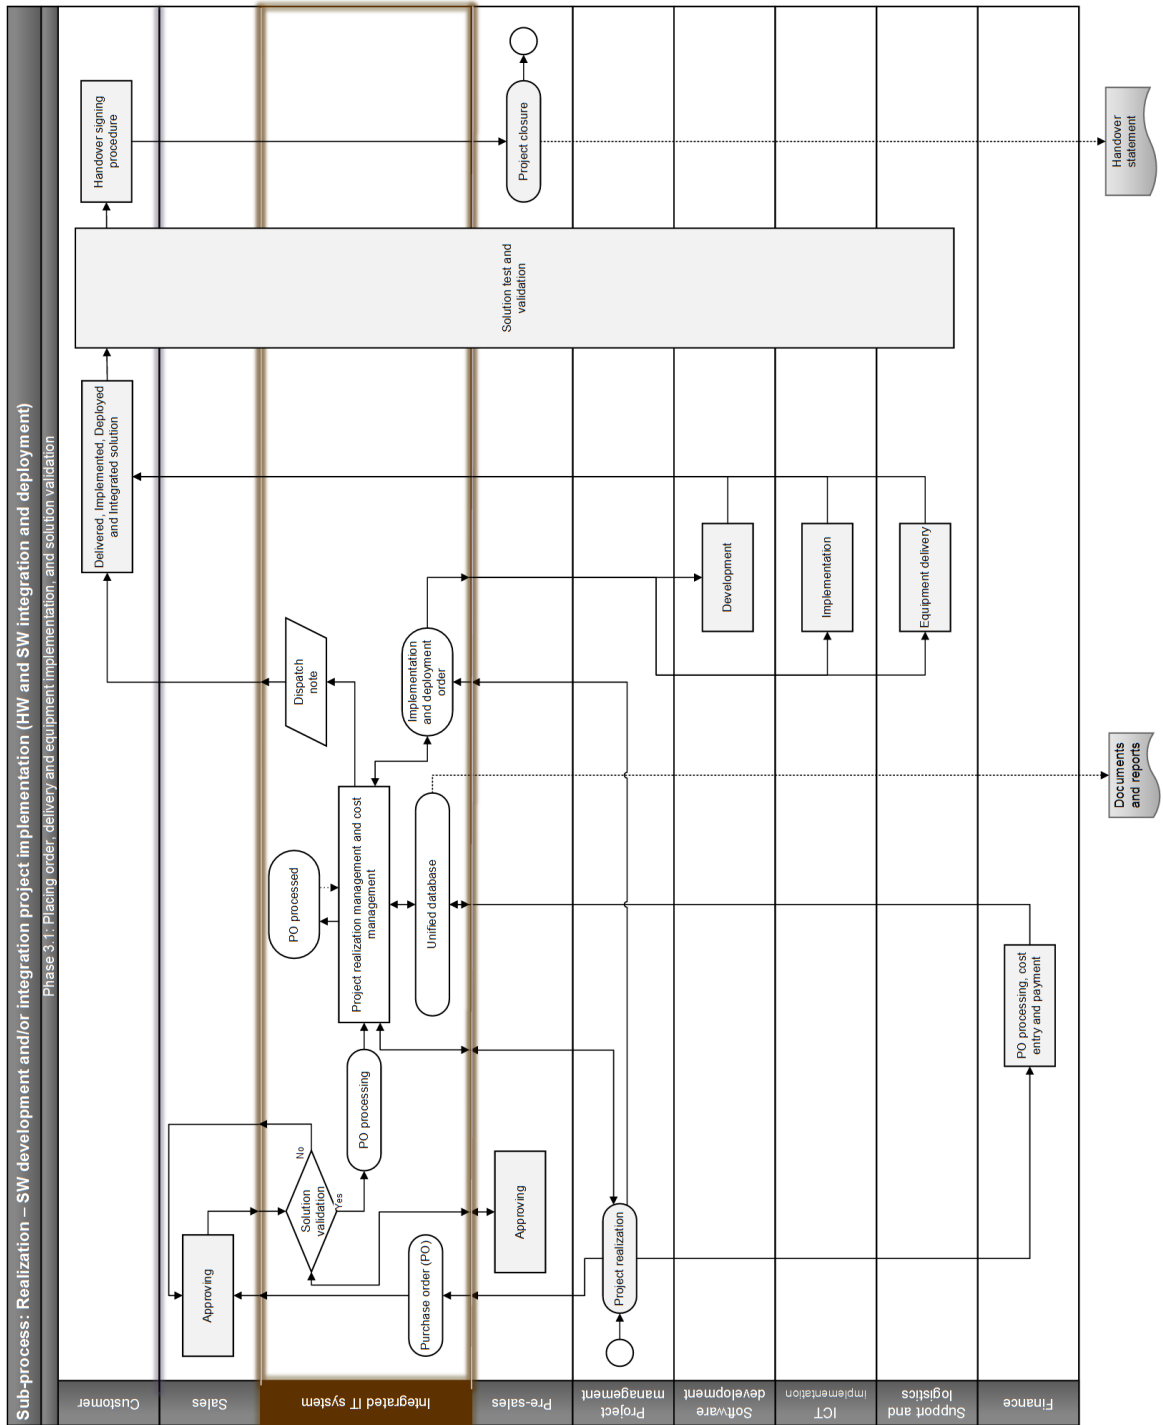 Sub-process: Realization – SW development and/or integration project implementation (HW and SW integration and deployment)
Phase 3.1: Placing order, delivery and equipment implementation, and solution validation
Customer
Delivered, Implemented, Deployed
and Integrated solution
Handover signing
procedure
Sales
Approving
Integrated IT system
Solution
validation
No
Yes
Purchase order (PO)
PO processing
PO processed
Project realization management and cost
management
Unified database
Dispatch
note
Implementation
and deployment
order
Pre-sales
Approving
Solution test and
validation
Project closure
Project
management
Project realization
Software
development
Development
ICT
implementation
Implementation
Support and
logistics
Equipment delivery
Finance
PO processing, cost
entry and payment
Documents
and reports
Handover
statement